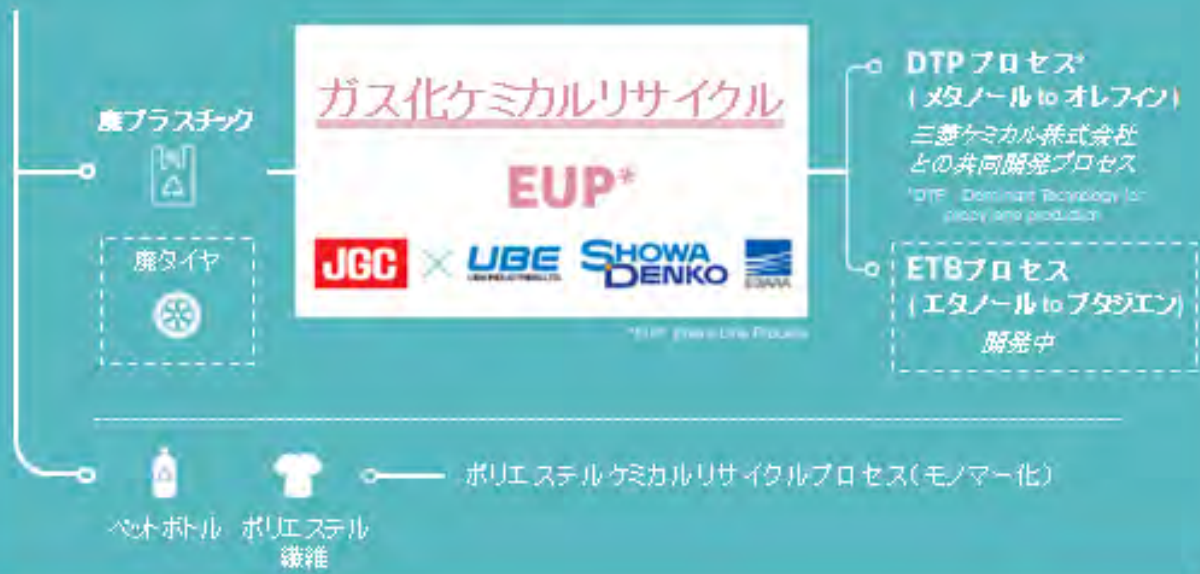 廃プラスチック
廃タイヤ
ガス化ケミカルリサイクル
EUP*
JGC × UBE SHOWA DENKO EBARA
DTPプロセス*
(メタノール to オレフィン)
三菱ケミカル株式会社
との共同開発プロセス
*DTP Dominant Technology for
propylene production
ETBプロセス
(エタノール to ブタジエン)
開発中
ペットボトル
ポリエステル
繊維
ポリエステルケミカルリサイクルプロセス(モノマー化)